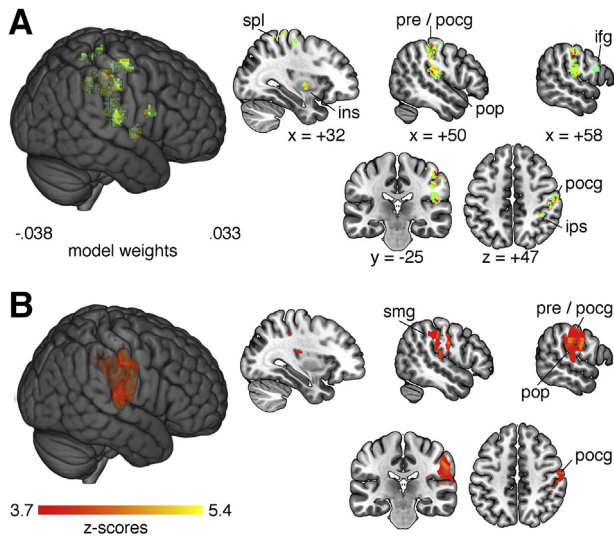 A
spl
pre / pocg
ifg
ins
pop
x = +32
x = +50
x = +58
pocg
ips
-.038
.033
model weights
y = -25
z = +47
B
smg
pre / pocg
pop
pocg
3.7
5.4
z-scores